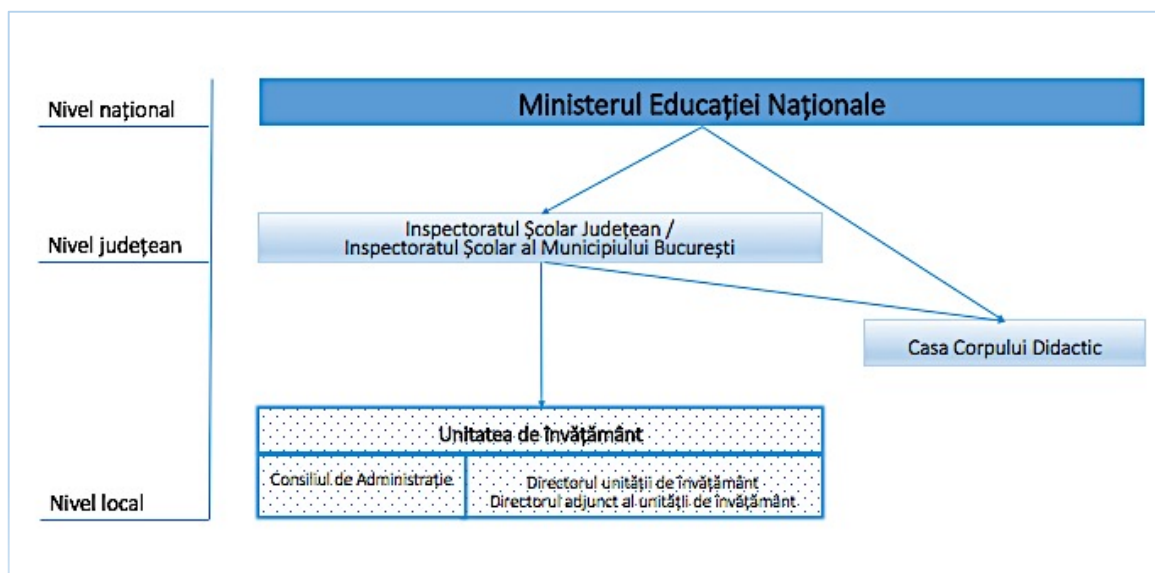 Nivel național
Ministerul Educației Naționale
Nivel județean
Inspectoratul Școlar Județean /
Inspectoratul Școlar al Municipiului București
Casa Corpului Didactic
Unitatea de învățământ
Consiliul de Administrație
Directorul unității de învățământ
Directorul adjunct al unității de învățământ
Nivel local